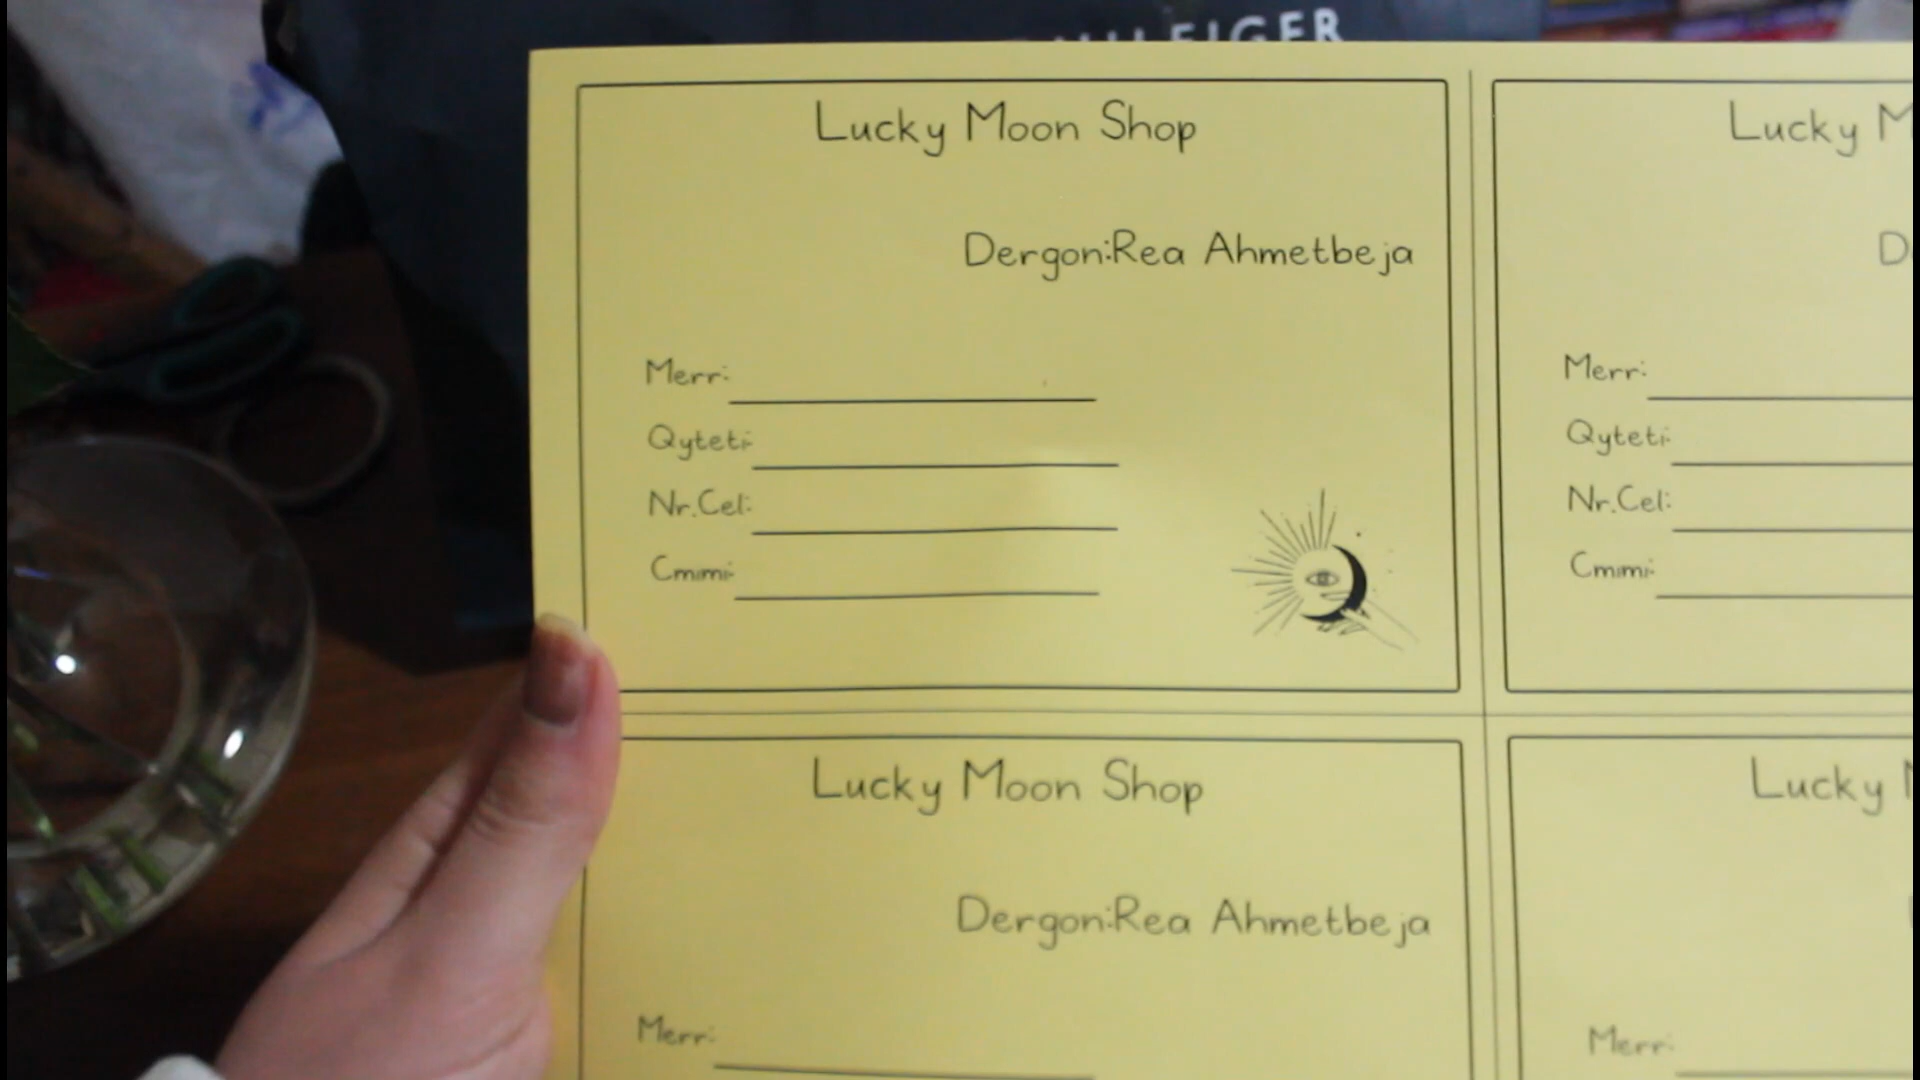 Lucky Moon Shop
Dergon:Rea Ahmetbeja
Merr:
Qyteti:
Nr.Cel:
Cmimi:
Lucky
Merr:
Qyteti:
Nr.Cel:
Cmimi:
Lucky Moon Shop
Dergon:Rea Ahmetbeja
Merr:
Lucky
Merr: